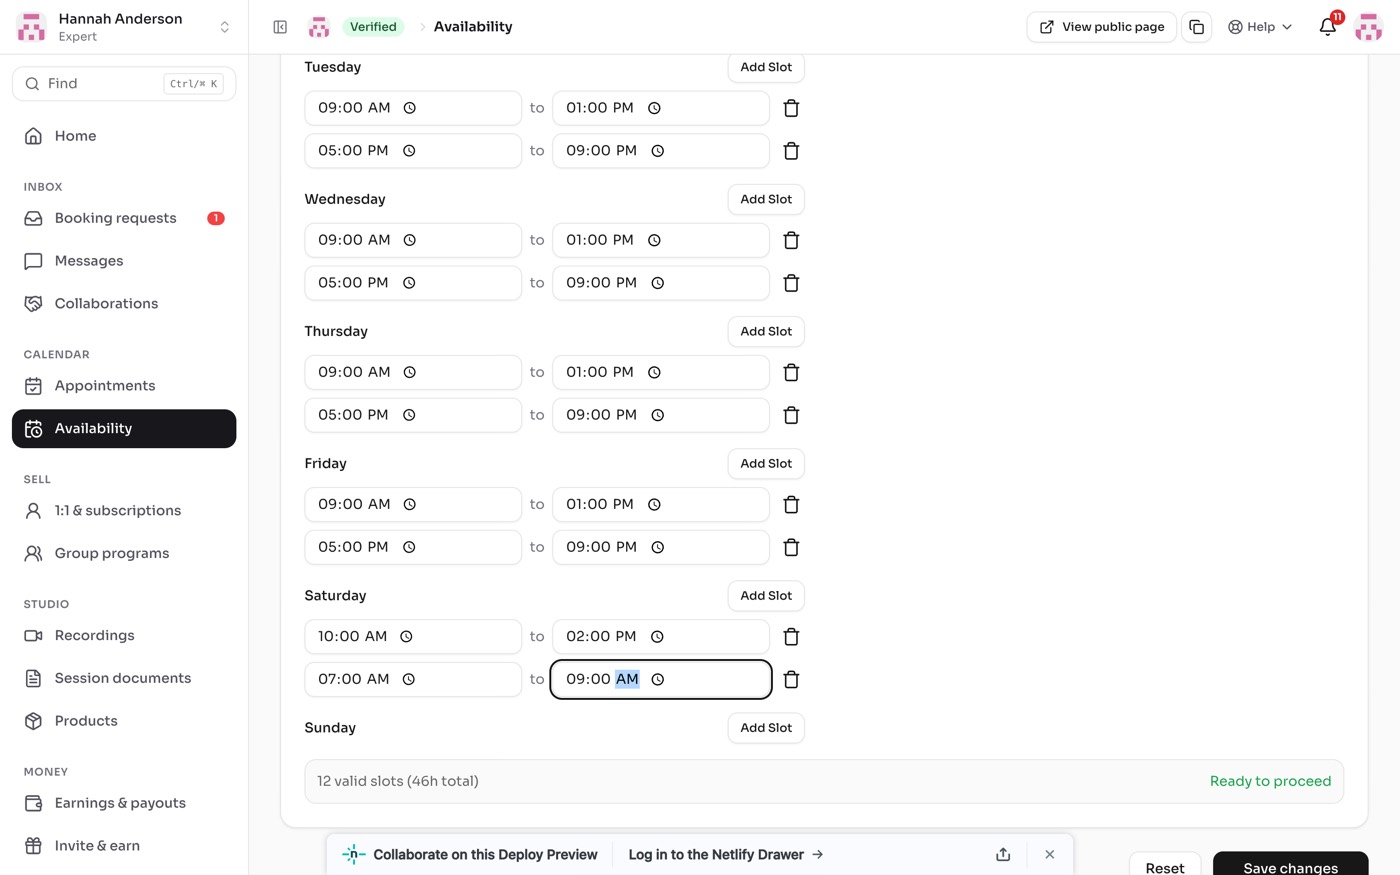 Hannah Anderson
Expert
Find
Ctrl/⌘ K
Home
INBOX
Booking requests 1
Messages
Collaborations
CALENDAR
Appointments
Availability
SELL
1:1 & subscriptions
Group programs
STUDIO
Recordings
Session documents
Products
MONEY
Earnings & payouts
Invite & earn
Verified
Availability
View public page
Help
11
Tuesday Add Slot
09:00 AM to 01:00 PM
05:00 PM to 09:00 PM
Wednesday Add Slot
09:00 AM to 01:00 PM
05:00 PM to 09:00 PM
Thursday Add Slot
09:00 AM to 01:00 PM
05:00 PM to 09:00 PM
Friday Add Slot
09:00 AM to 01:00 PM
05:00 PM to 09:00 PM
Saturday Add Slot
10:00 AM to 02:00 PM
07:00 AM to 09:00 AM
Sunday Add Slot
12 valid slots (46h total) Ready to proceed
Collaborate on this Deploy Preview
Log in to the Netlify Drawer →
Reset
Save changes